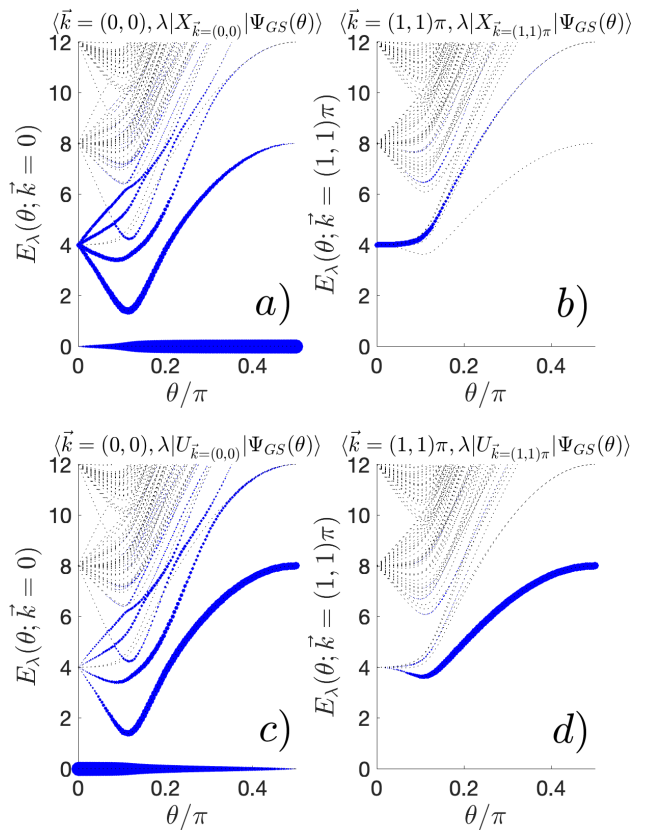 ⟨k⃗ = (0, 0), λ|X_{k⃗=(0,0)}|Ψ_{GS}(θ)⟩ ⟨k⃗ = (1, 1)π, λ|X_{k⃗=(1,1)π}|Ψ_{GS}(θ)⟩
12
10
8
6
4
2
0
E_λ(θ; k⃗ = 0)
a)
0 0.2 0.4
θ/π
12
10
8
6
4
2
0
E_λ(θ; k⃗ = (1, 1)π)
b)
0 0.2 0.4
θ/π
⟨k⃗ = (0, 0), λ|U_{k⃗=(0,0)}|Ψ_{GS}(θ)⟩ ⟨k⃗ = (1, 1)π, λ|U_{k⃗=(1,1)π}|Ψ_{GS}(θ)⟩
12
10
8
6
4
2
0
E_λ(θ; k⃗ = 0)
c)
0 0.2 0.4
θ/π
12
10
8
6
4
2
0
E_λ(θ; k⃗ = (1, 1)π)
d)
0 0.2 0.4
θ/π